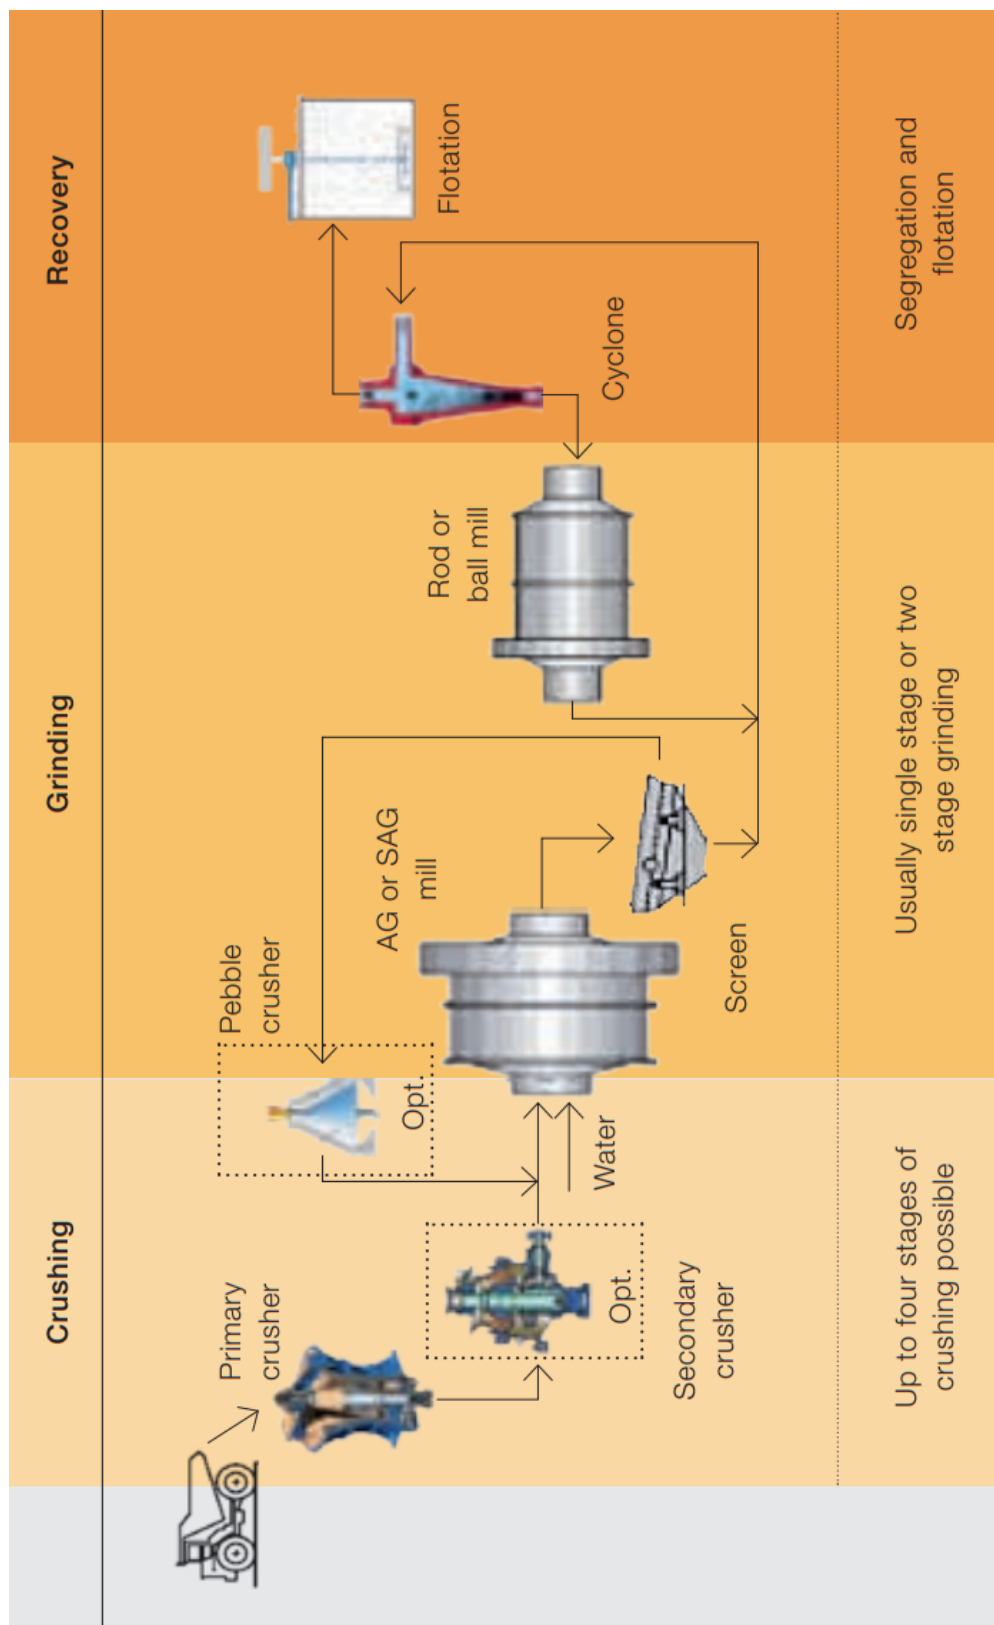 Crushing
Grinding
Recovery
Primary
crusher
Opt.
Secondary
crusher
Pebble
crusher
Opt.
Water
AG or SAG
mill
Screen
Rod or
ball mill
Cyclone
Flotation
Up to four stages of
crushing possible
Usually single stage or two
stage grinding
Segregation and
flotation